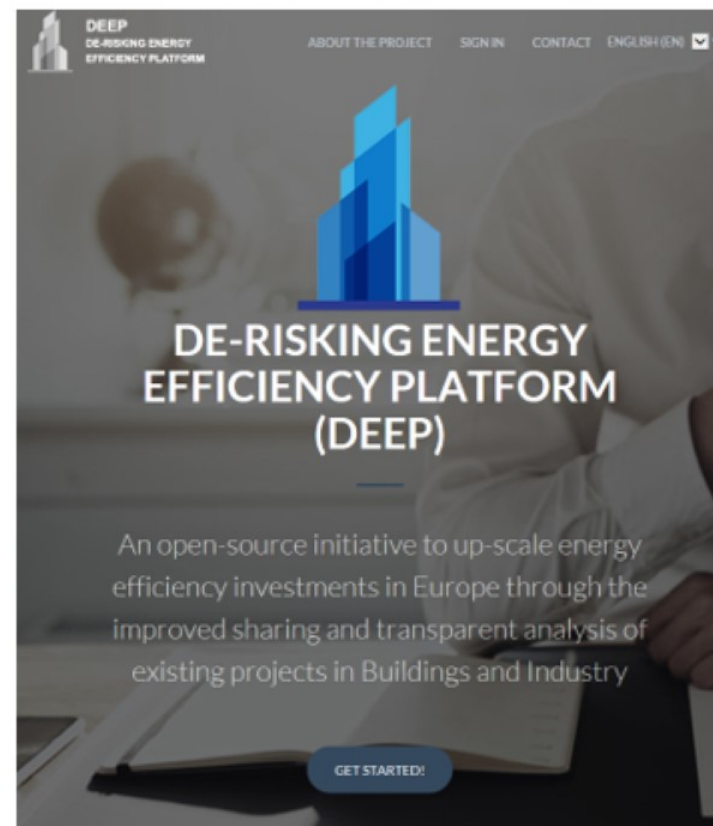 DEEP
DE-RISKING ENERGY
EFFICIENCY PLATFORM
ABOUT THE PROJECT SIGN IN CONTACT ENGLISH (EN)
DE-RISKING ENERGY
EFFICIENCY PLATFORM
(DEEP)
An open-source initiative to up-scale energy
efficiency investments in Europe through the
improved sharing and transparent analysis of
existing projects in Buildings and Industry
GET STARTED!